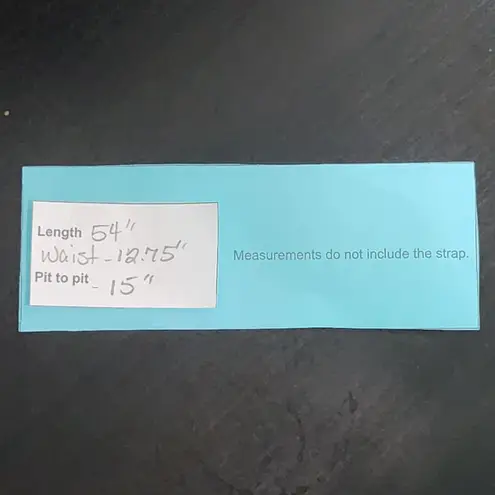 Length 54"
Waist - 12.75"
Pit to pit - 15"
Measurements do not include the strap.